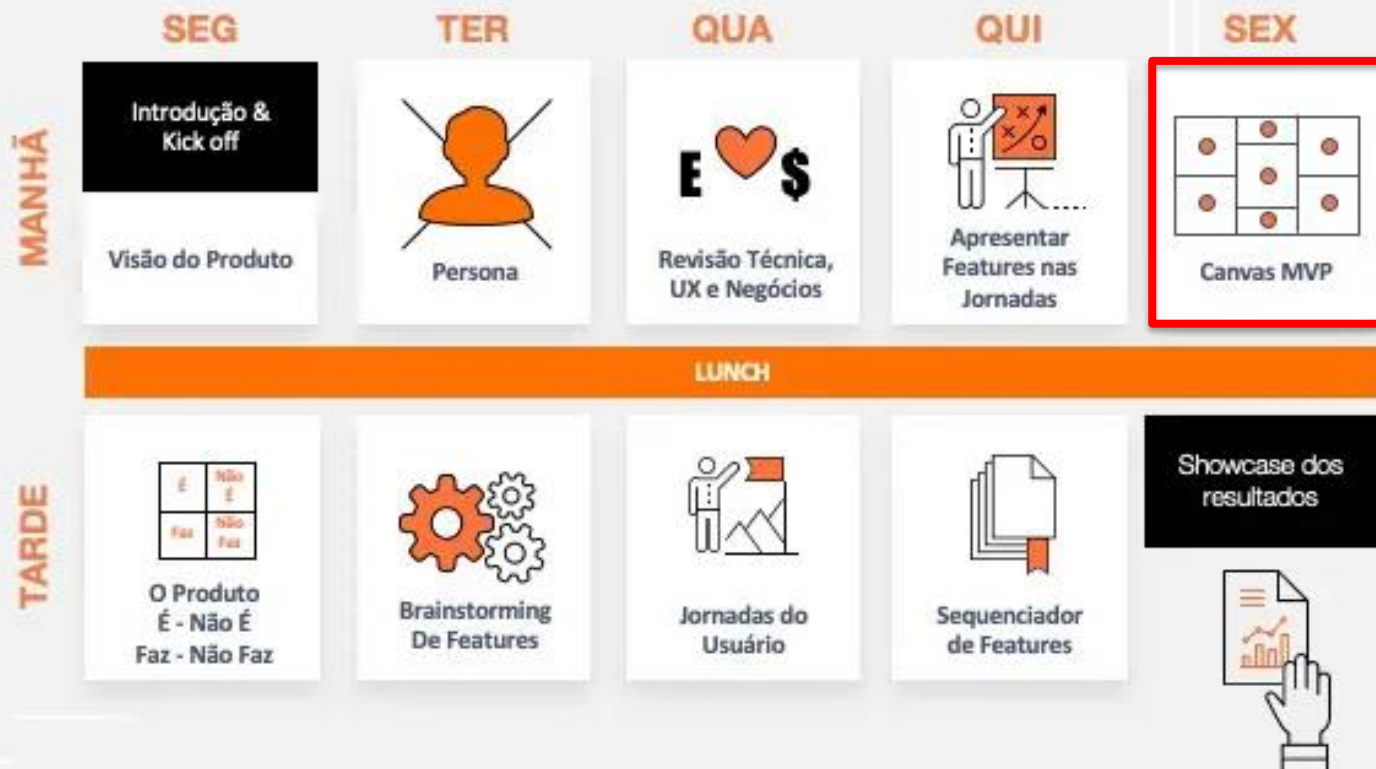 SEG
TER
QUA
QUI
SEX
MANHÃ
Introdução &
Kick off
Visão do Produto
Persona
E $
Revisão Técnica,
UX e Negócios
Apresentar
Features nas
Jornadas
Canvas MVP
LUNCH
TARDE
É
Não
É
Faz
Não
Faz
O Produto
É - Não É
Faz - Não Faz
Brainstorming
De Features
Jornadas do
Usuário
Sequenciador
de Features
Showcase dos
resultados